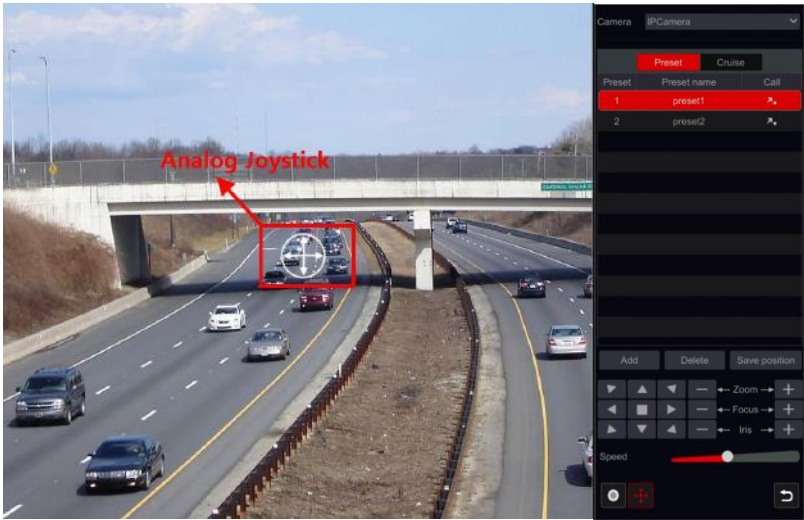 Analog Joystick
Camera IPCamera
Preset Cruise
Preset Preset name Call
1 preset1
2 preset2
Add Delete Save position
Zoom
Focus
Iris
Speed